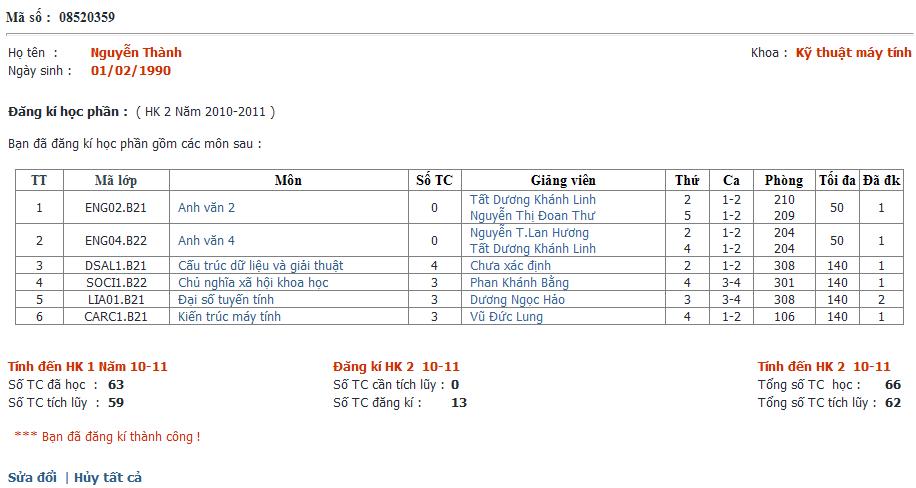 Mã số : 08520359
Họ tên : Nguyễn Thành Khoa : Kỹ thuật máy tính
Ngày sinh : 01/02/1990
Đăng kí học phần : ( HK 2 Năm 2010-2011 )
Bạn đã đăng kí học phần gồm các môn sau :
TT Mã lớp Môn Số TC Giảng viên Thứ Ca Phòng Tối đa Đã đk
1 ENG02.B21 Anh văn 2 0 Tất Dương Khánh Linh 2 1-2 210 50 1
Nguyễn Thị Đoan Thư 5 1-2 209
2 ENG04.B22 Anh văn 4 0 Nguyễn T.Lan Hương 2 1-2 204 50 1
Tất Dương Khánh Linh 4 1-2 204
3 DSAL1.B21 Cấu trúc dữ liệu và giải thuật 4 Chưa xác định 2 1-2 308 140 1
4 SOCI1.B22 Chủ nghĩa xã hội khoa học 3 Phan Khánh Bằng 4 3-4 301 140 1
5 LIA01.B21 Đại số tuyến tính 3 Dương Ngọc Hảo 3 3-4 308 140 2
6 CARC1.B21 Kiến trúc máy tính 3 Vũ Đức Lung 4 1-2 106 140 1
Tính đến HK 1 Năm 10-11 Đăng kí HK 2 10-11 Tính đến HK 2 10-11
Số TC đã học : 63 Số TC cần tích lũy : 0 Tổng số TC học : 66
Số TC tích lũy : 59 Số TC đăng kí : 13 Tổng số TC tích lũy : 62
*** Bạn đã đăng kí thành công !
Sửa đổi | Hủy tất cả